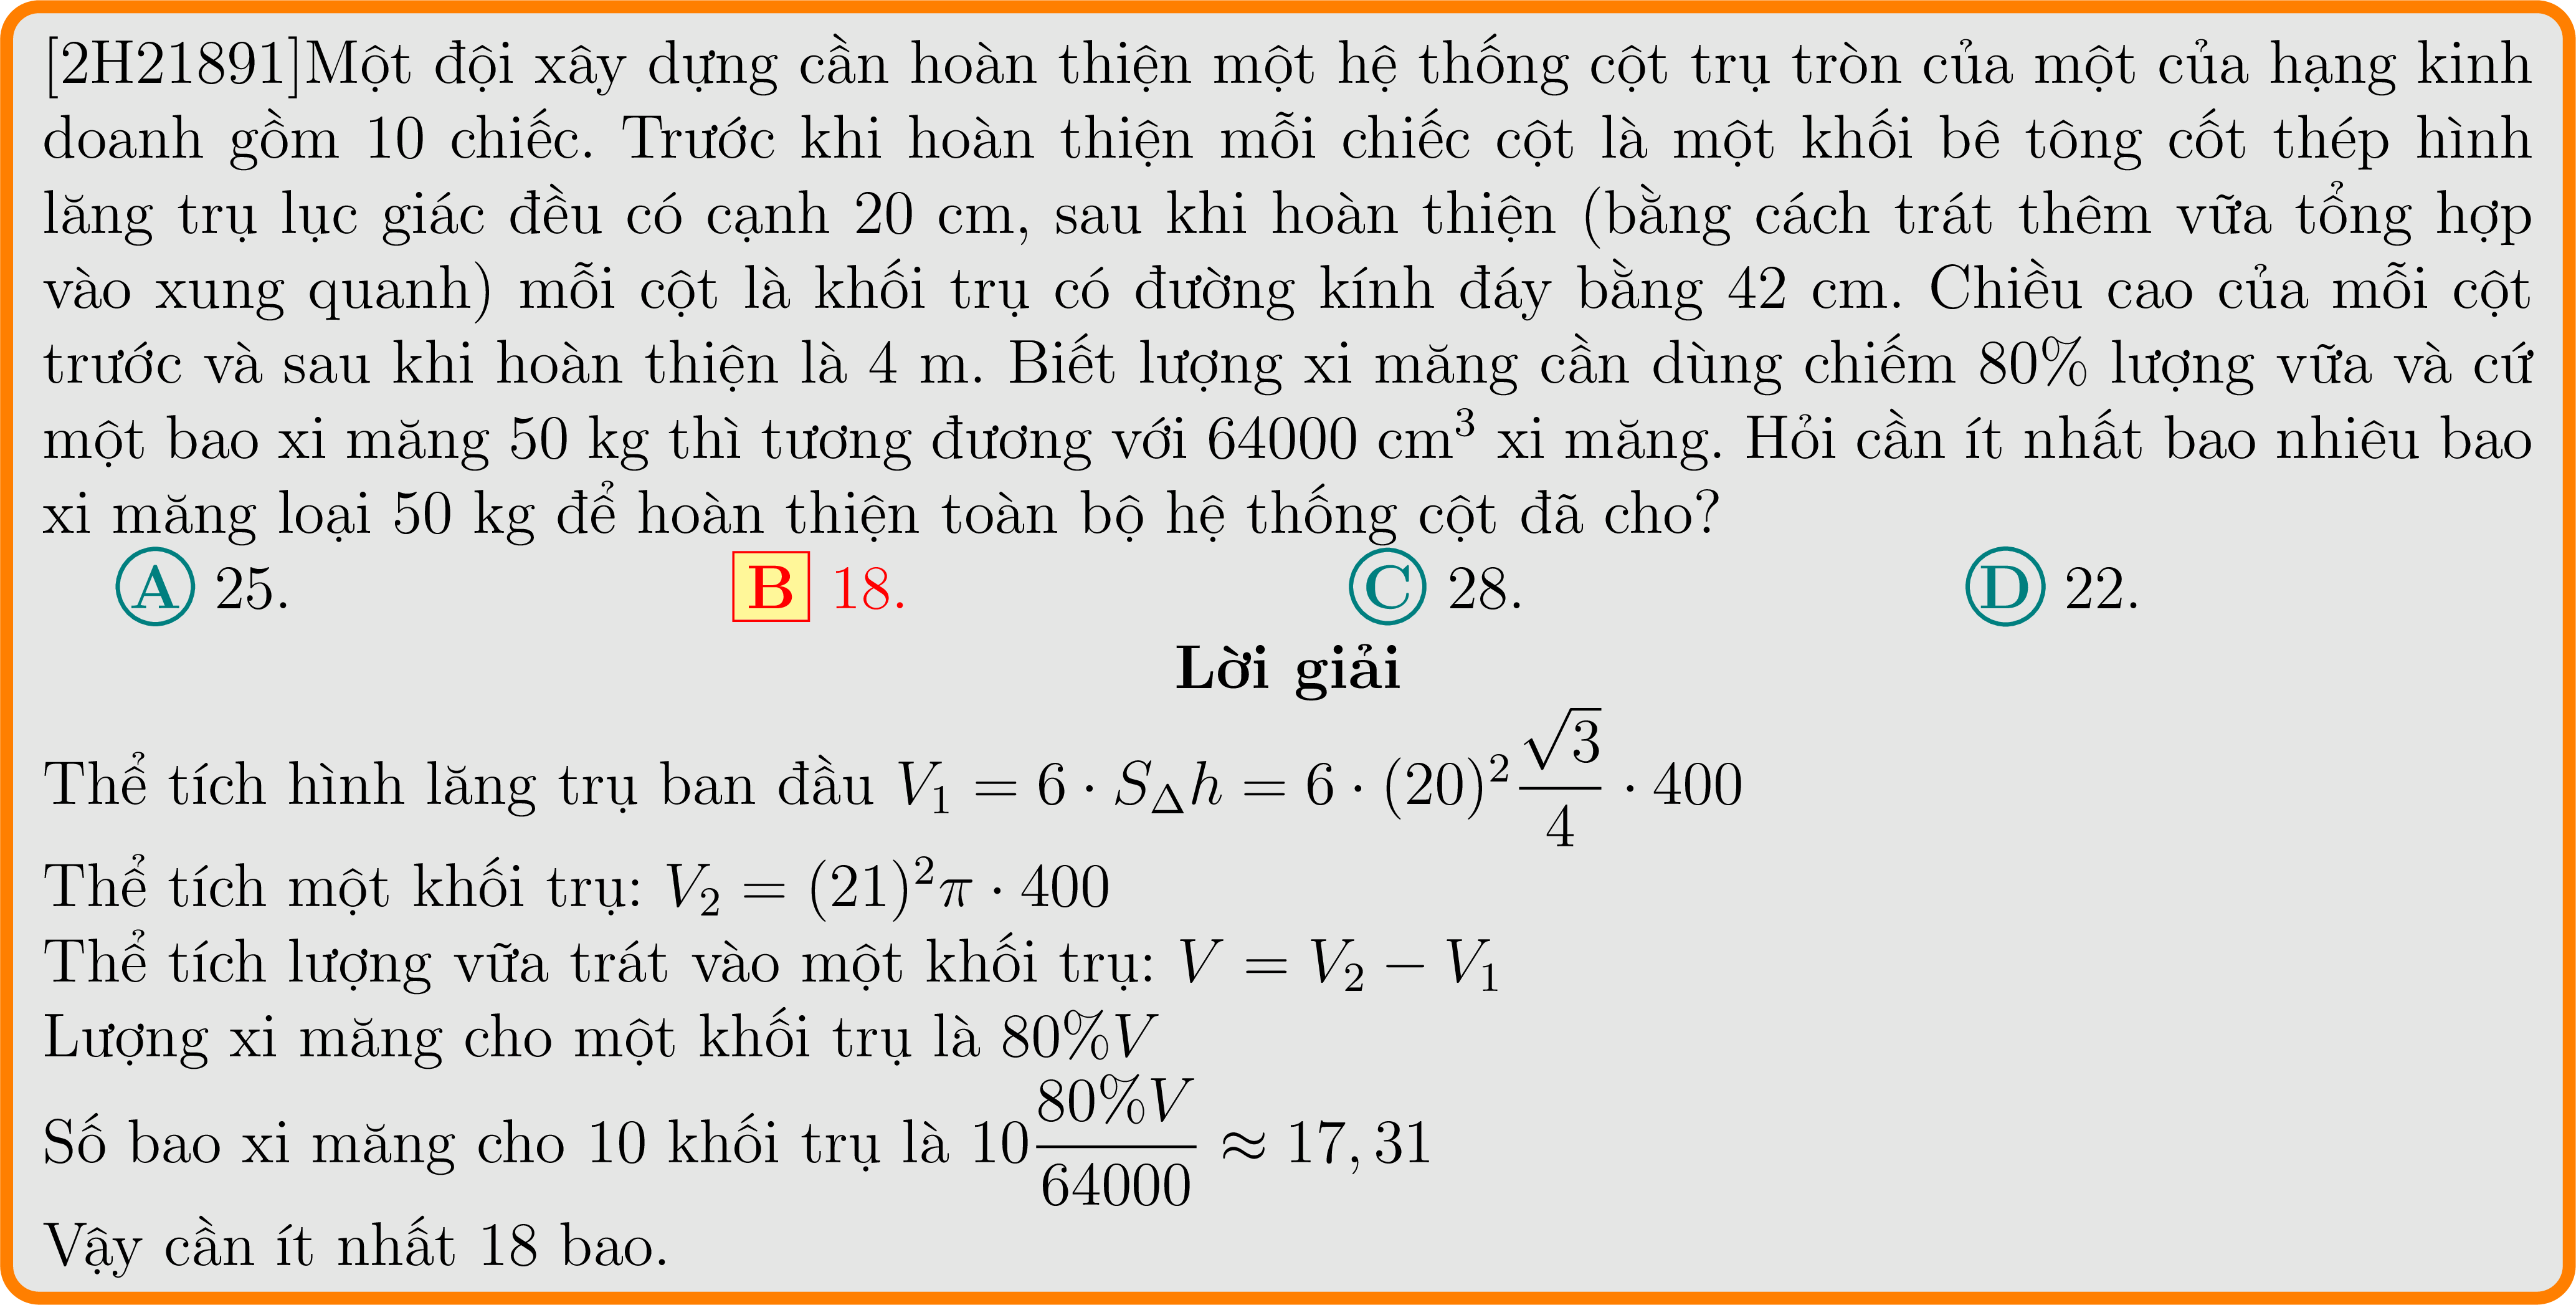 [2H21891]Một đội xây dựng cần hoàn thiện một hệ thống cột trụ tròn của một của hạng kinh
doanh gồm 10 chiếc. Trước khi hoàn thiện mỗi chiếc cột là một khối bê tông cốt thép hình
lăng trụ lục giác đều có cạnh 20 cm, sau khi hoàn thiện (bằng cách trát thêm vữa tổng hợp
vào xung quanh) mỗi cột là khối trụ có đường kính đáy bằng 42 cm. Chiều cao của mỗi cột
trước và sau khi hoàn thiện là 4 m. Biết lượng xi măng cần dùng chiếm 80% lượng vữa và cứ
một bao xi măng 50 kg thì tương đương với 64000 cm³ xi măng. Hỏi cần ít nhất bao nhiêu bao
xi măng loại 50 kg để hoàn thiện toàn bộ hệ thống cột đã cho?
A 25. B 18. C 28. D 22.
Lời giải
Thể tích hình lăng trụ ban đầu $V_1 = 6 \cdot S_{\Delta} h = 6 \cdot (20)^2 \dfrac{\sqrt{3}}{4} \cdot 400$
Thể tích một khối trụ: $V_2 = (21)^2 \pi \cdot 400$
Thể tích lượng vữa trát vào một khối trụ: $V = V_2 - V_1$
Lượng xi măng cho một khối trụ là $80\% V$
Số bao xi măng cho 10 khối trụ là $10 \dfrac{80\% V}{64000} \approx 17,31$
Vậy cần ít nhất 18 bao.